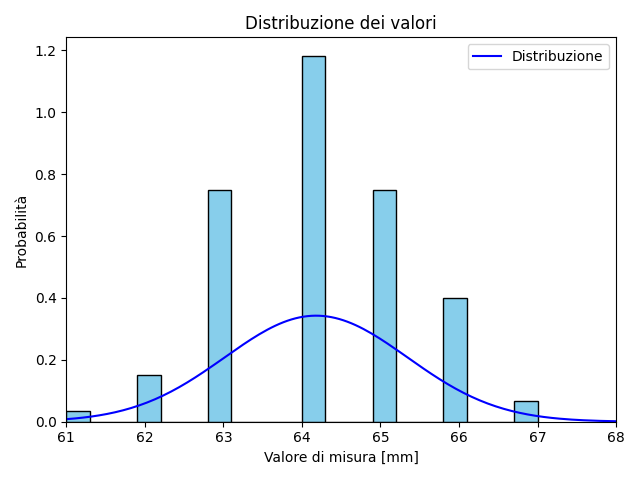 Distribuzione dei valori
Distribuzione
Probabilità
1.2
1.0
0.8
0.6
0.4
0.2
0.0
61 62 63 64 65 66 67 68
Valore di misura [mm]